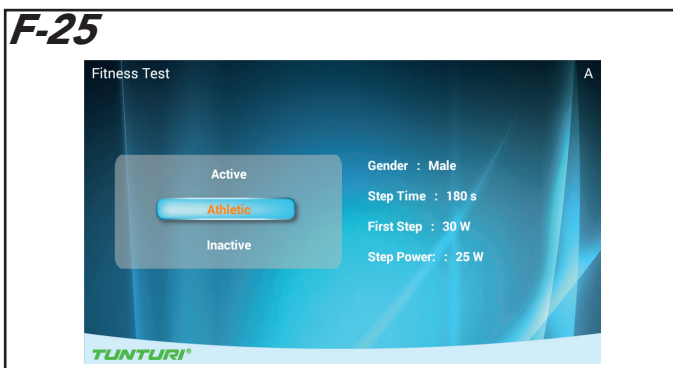 F-25
Fitness Test
A
Active
Athletic
Inactive
Gender : Male
Step Time : 180 s
First Step : 30 W
Step Power: : 25 W
TUNTURI®